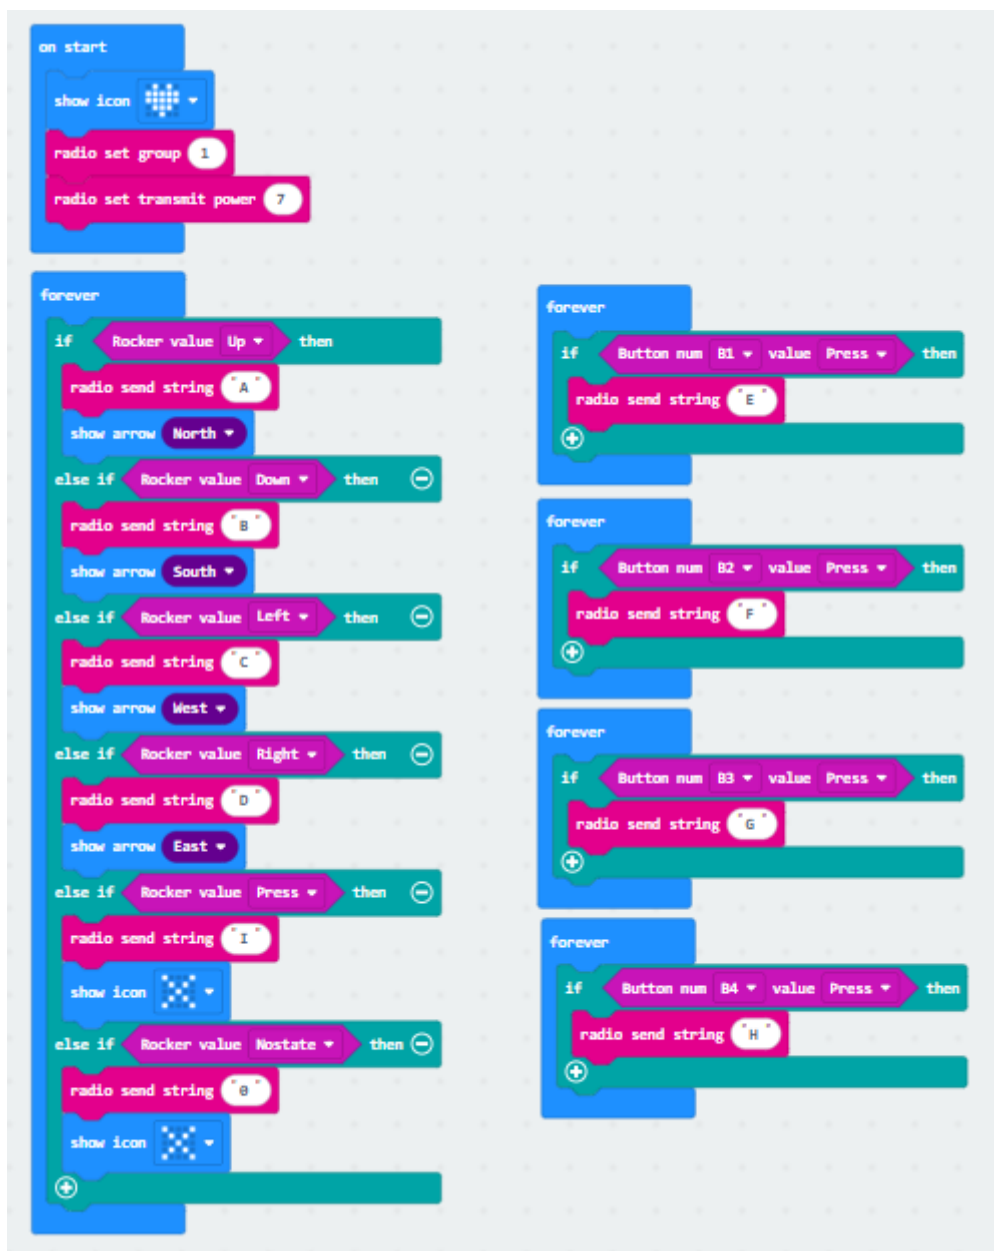 on start
show icon
radio set group 1
radio set transmit power 7
forever
if Rocker value Up then
radio send string "A"
show arrow North
else if Rocker value Down then
radio send string "B"
show arrow South
else if Rocker value Left then
radio send string "C"
show arrow West
else if Rocker value Right then
radio send string "D"
show arrow East
else if Rocker value Press then
radio send string "I"
show icon
else if Rocker value Nostate then
radio send string "0"
show icon
forever
if Button num B1 value Press then
radio send string "E"
forever
if Button num B2 value Press then
radio send string "F"
forever
if Button num B3 value Press then
radio send string "G"
forever
if Button num B4 value Press then
radio send string "H"